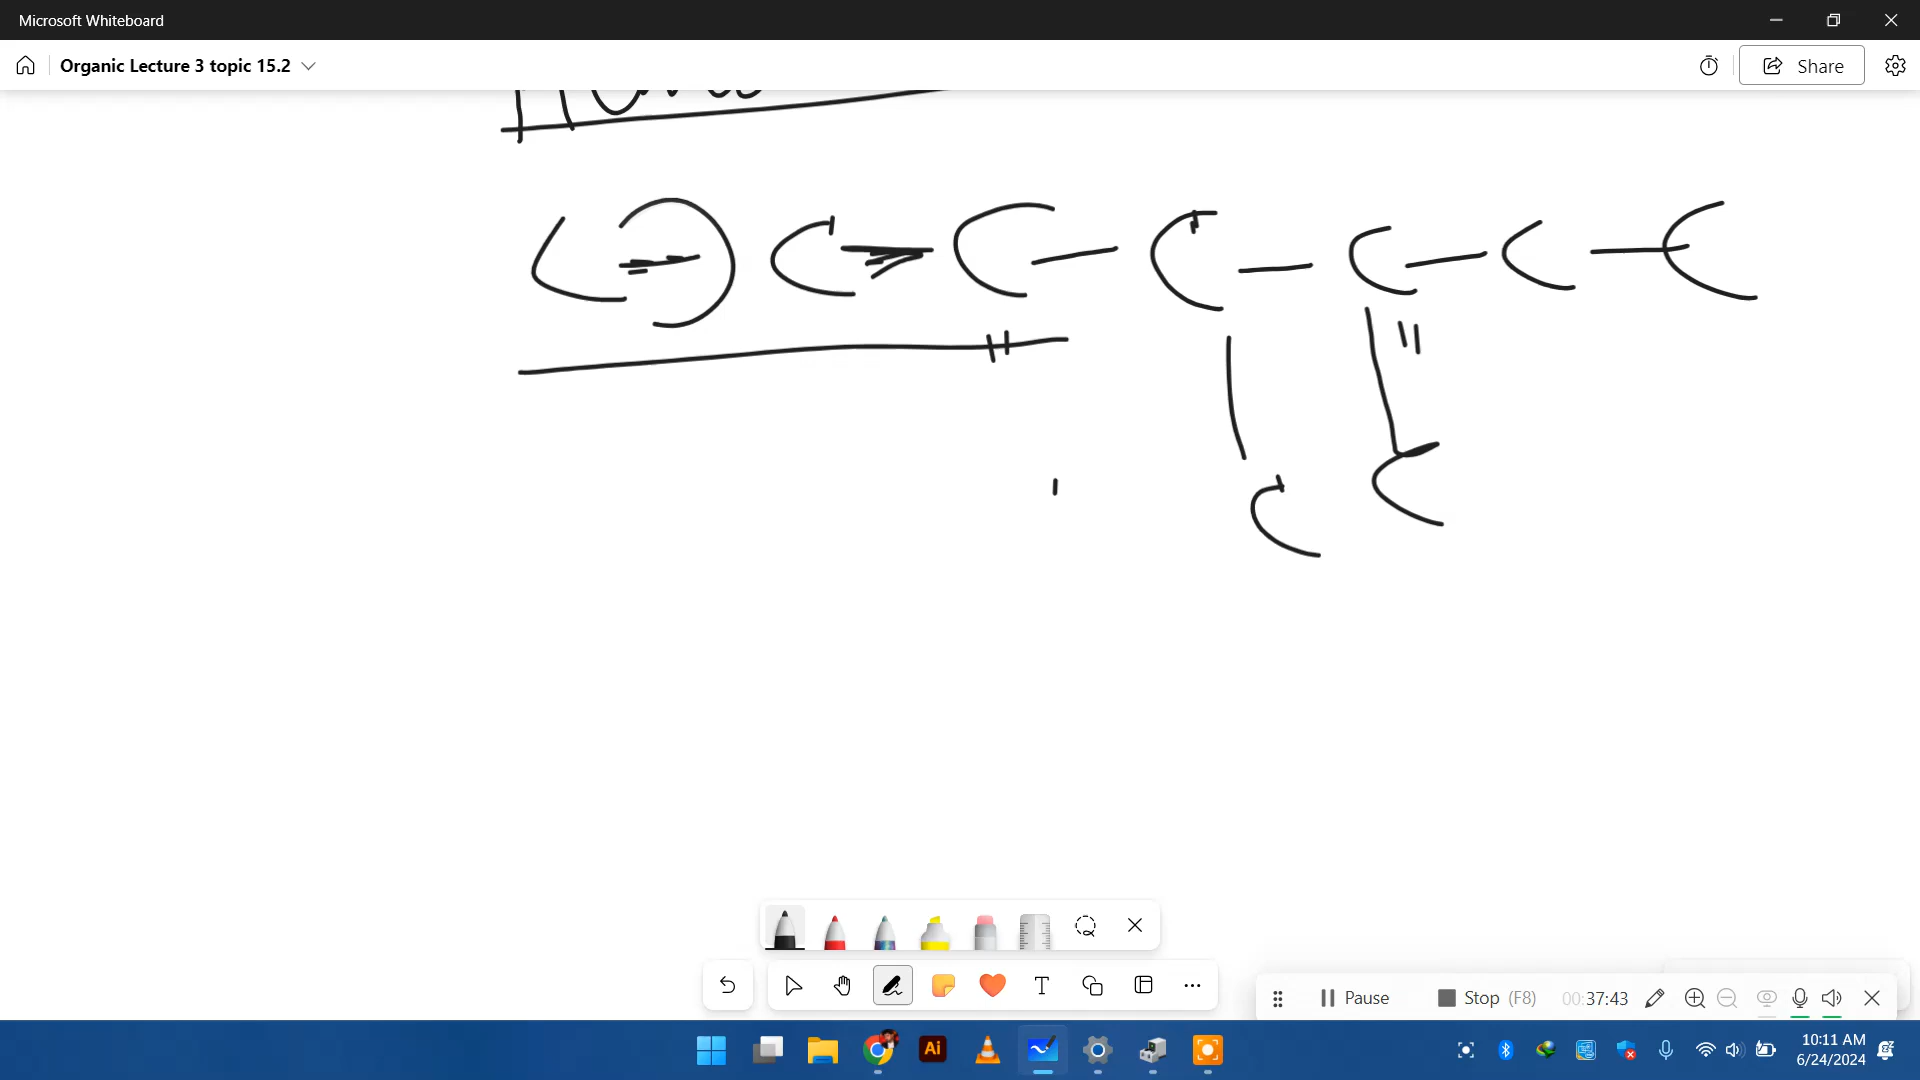 Microsoft Whiteboard
Organic Lecture 3 topic 15.2
Share
C = C = C - C - C - C - C
C C
T
Pause Stop (F8) 00:37:43
Ai
10:11 AM
6/24/2024